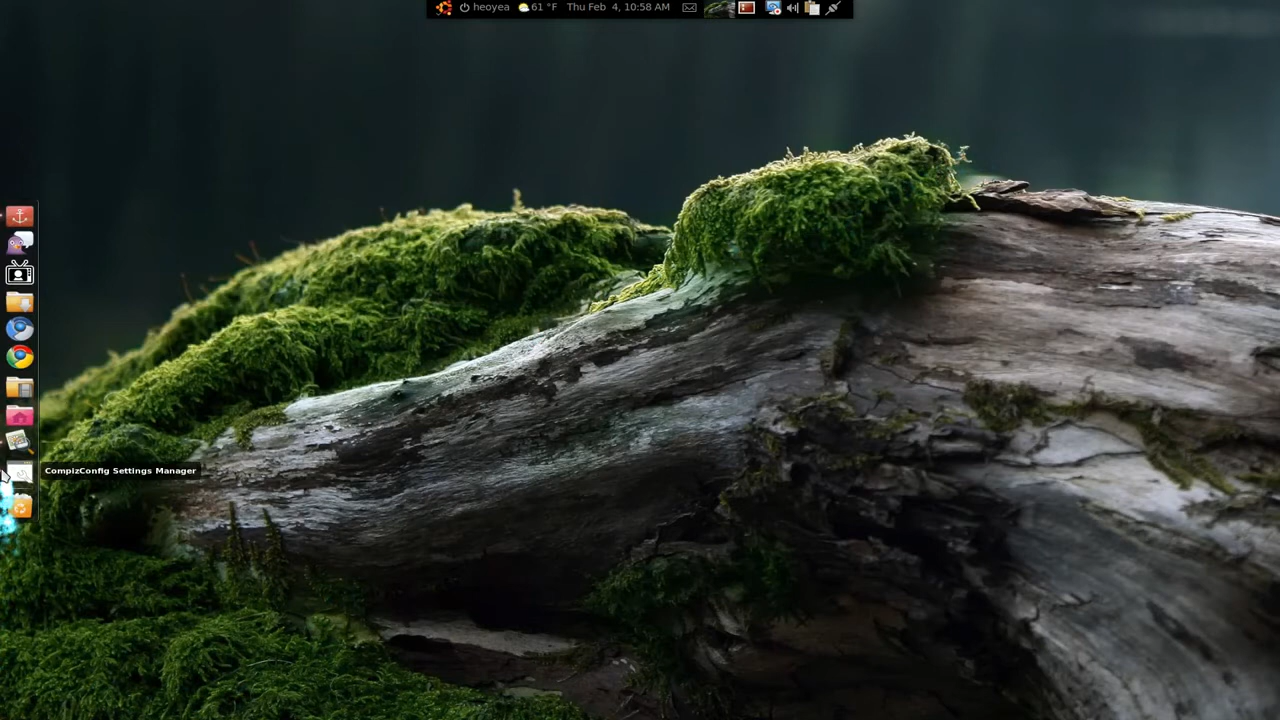 heoyea 61 °F Thu Feb 4, 10:58 AM
CompizConfig Settings Manager